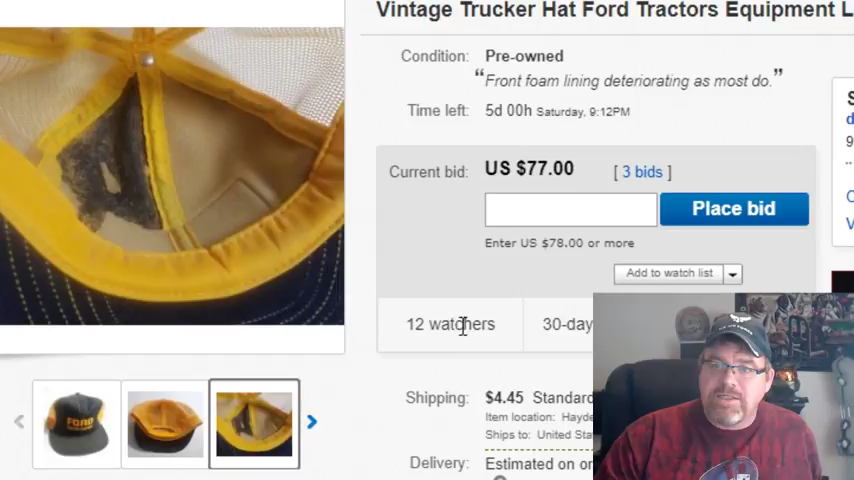 Vintage Trucker Hat Ford Tractors Equipment L
Condition: Pre-owned
“Front foam lining deteriorating as most do.”
Time left: 5d 00h Saturday, 9:12PM
Current bid: US $77.00 [ 3 bids ]
Place bid
Enter US $78.00 or more
Add to watch list
12 watchers 30-day
Shipping: $4.45 Standard
Item location: Hayde
Ships to: United Sta
Delivery: Estimated on or
FORD
S
d
9
C
V